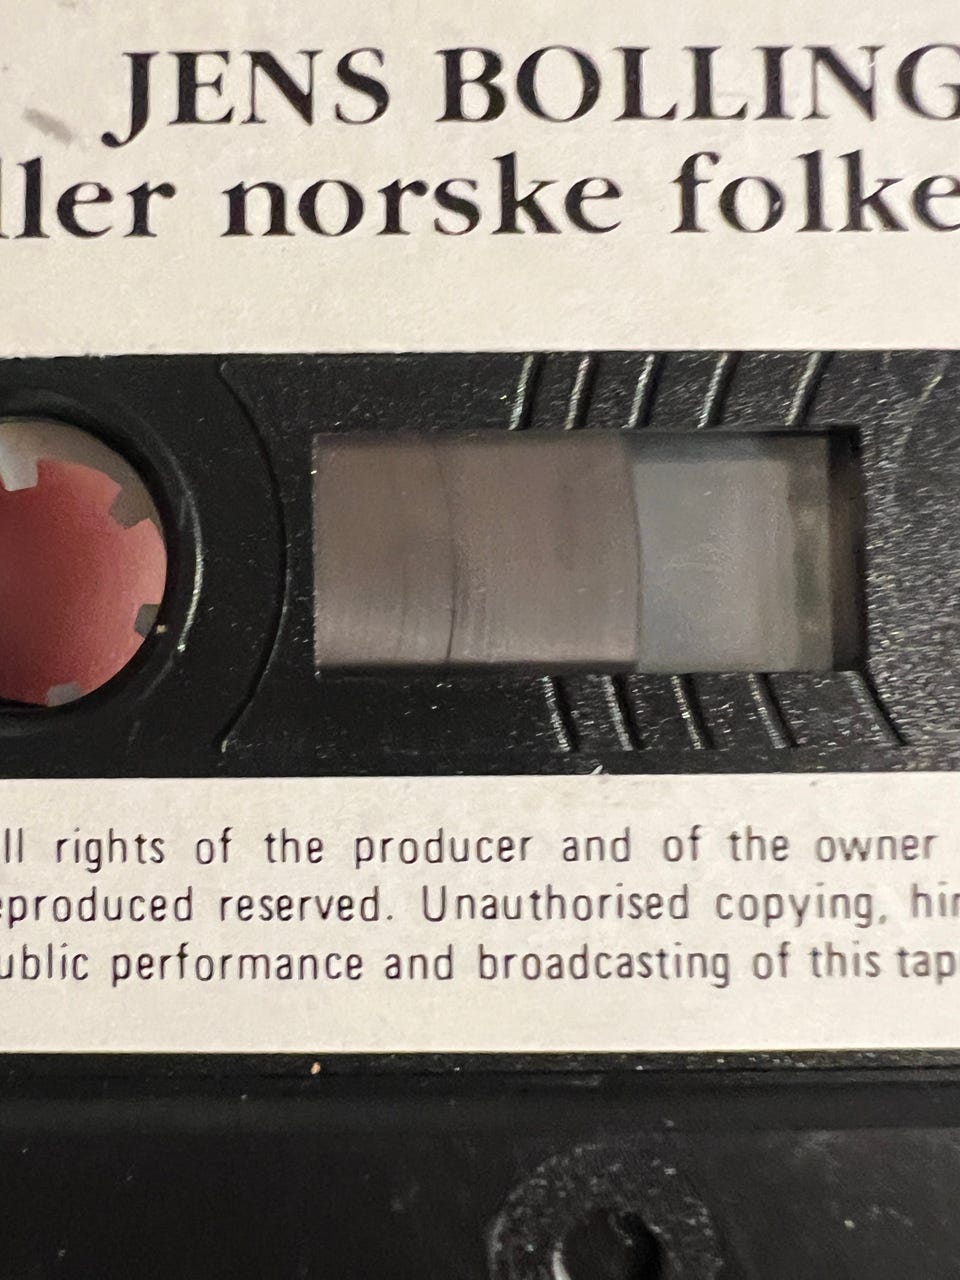 JENS BOLLING
ller norske folke
ll rights of the producer and of the owner
eproduced reserved. Unauthorised copying, hir
ublic performance and broadcasting of this tap